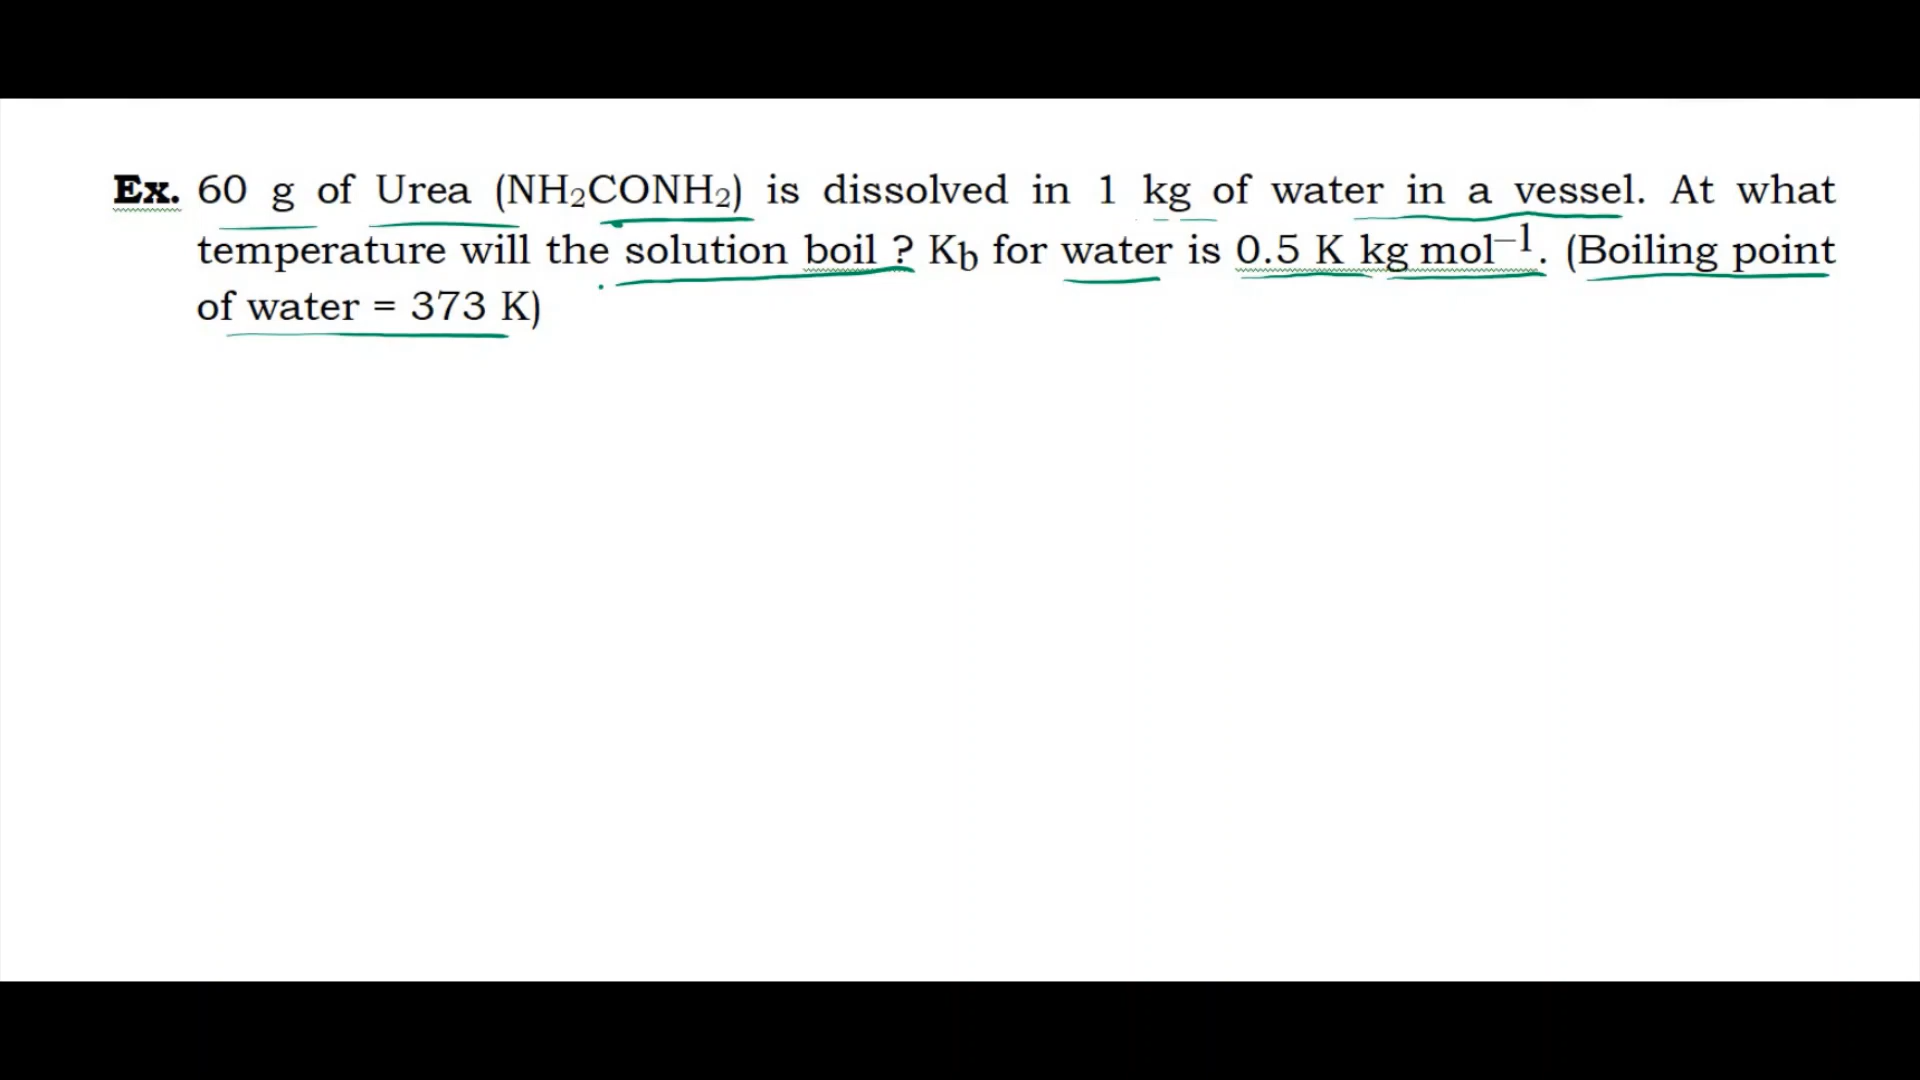 Ex. 60 g of Urea (NH₂CONH₂) is dissolved in 1 kg of water in a vessel. At what
temperature will the solution boil ? Kb for water is 0.5 K kg mol⁻¹. (Boiling point
of water = 373 K)